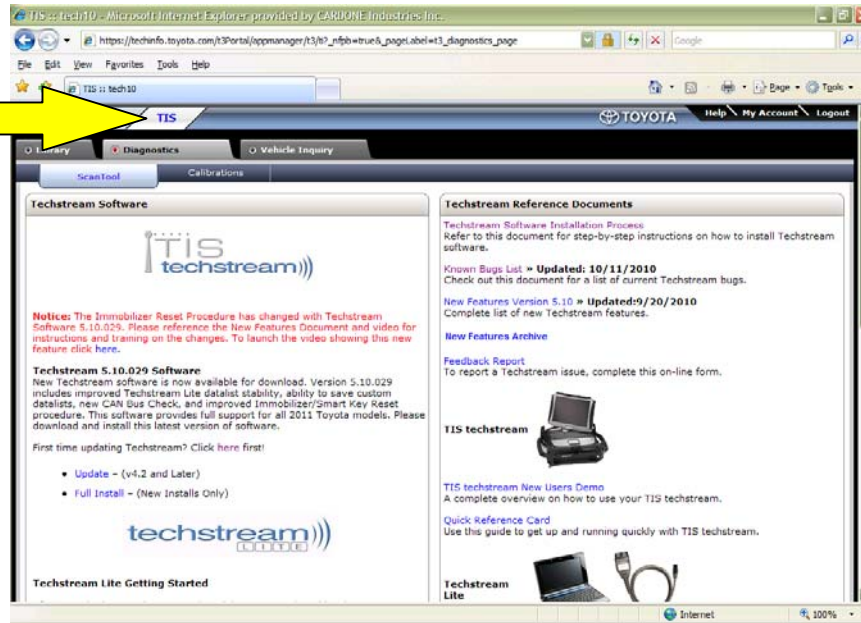 TIS :: tech10 - Microsoft Internet Explorer provided by CARDONE Industries Inc.
https://techinfo.toyota.com/t3Portal/appmanager/t3/ti?_nfpb=true&_pageLabel=t3_diagnostics_page
Google
File Edit View Favorites Tools Help
TIS :: tech10
Page Tools
TIS
TOYOTA
Help My Account Logout
Diagnostics
Vehicle Inquiry
ScanTool
Calibrations
Techstream Software
TIS
techstream
Notice: The Immobilizer Reset Procedure has changed with Techstream
Software 5.10.029. Please reference the New Features Document and video for
instructions and training on the changes. To launch the video showing this new
feature click here.
Techstream 5.10.029 Software
New Techstream software is now available for download. Version 5.10.029
includes improved Techstream Lite datalist stability, ability to save custom
datalists, new CAN Bus Check, and improved Immobilizer/Smart Key Reset
procedure. This software provides full support for all 2011 Toyota models. Please
download and install this latest version of software.
First time updating Techstream? Click here first!
• Update – (v4.2 and Later)
• Full Install – (New Installs Only)
techstream
LITE
Techstream Lite Getting Started
Techstream Reference Documents
Techstream Software Installation Process
Refer to this document for step-by-step instructions on how to install Techstream
software.
Known Bugs List » Updated: 10/11/2010
Check out this document for a list of current Techstream bugs.
New Features Version 5.10 » Updated:9/20/2010
Complete list of new Techstream features.
New Features Archive
Feedback Report
To report a Techstream issue, complete this on-line form.
TIS techstream
TIS techstream New Users Demo
A complete overview on how to use your TIS techstream.
Quick Reference Card
Use this guide to get up and running quickly with TIS techstream.
Techstream
Lite
Internet
100%